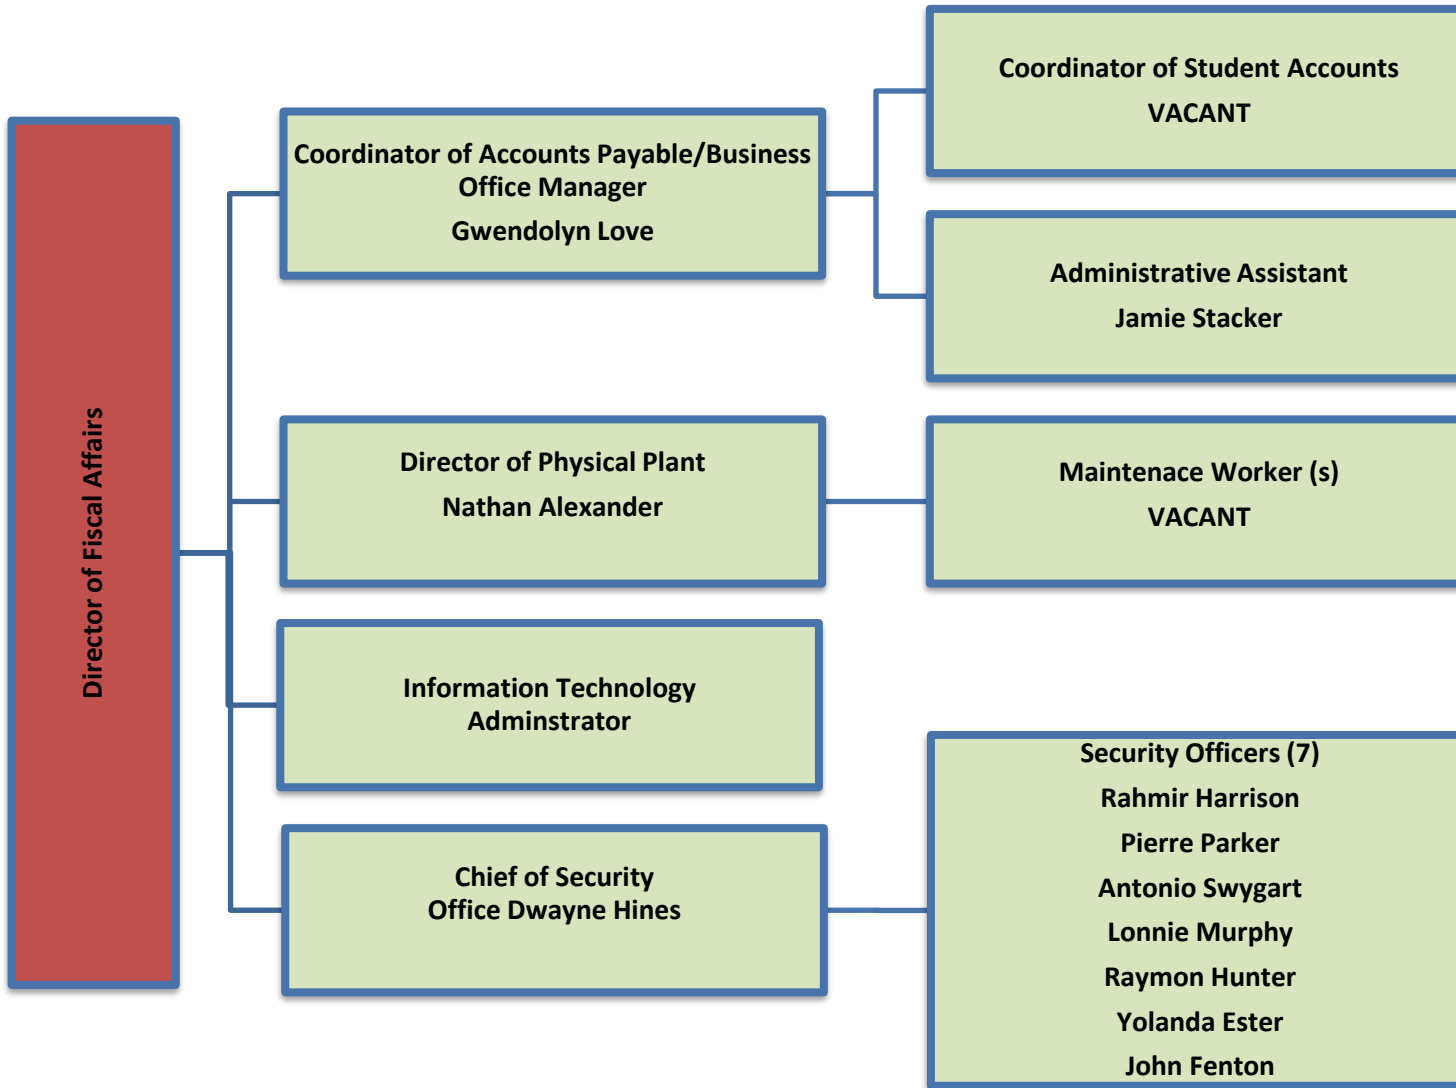 Director of Fiscal Affairs
Coordinator of Accounts Payable/Business
Office Manager
Gwendolyn Love
Coordinator of Student Accounts
VACANT
Administrative Assistant
Jamie Stacker
Director of Physical Plant
Nathan Alexander
Maintenace Worker (s)
VACANT
Information Technology
Adminstrator
Chief of Security
Office Dwayne Hines
Security Officers (7)
Rahmir Harrison
Pierre Parker
Antonio Swygart
Lonnie Murphy
Raymon Hunter
Yolanda Ester
John Fenton